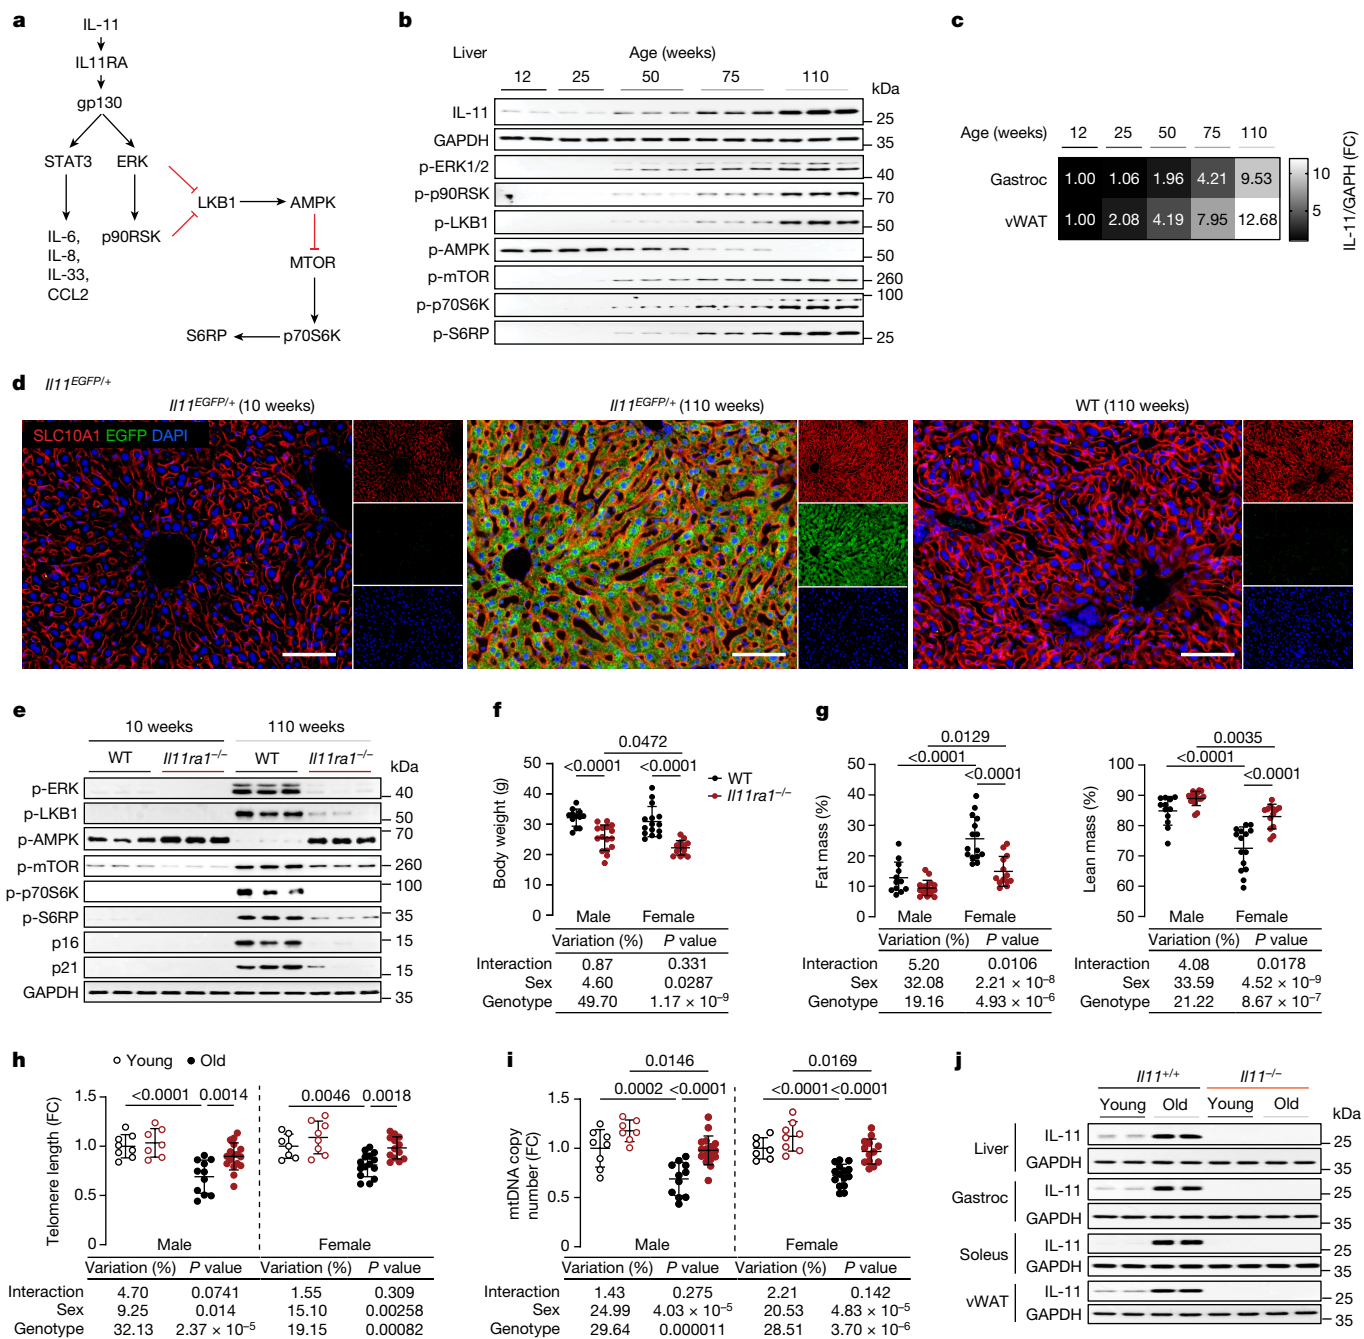 a
IL-11
IL11RA
gp130
STAT3 ERK
LKB1 AMPK
IL-6,
IL-8,
IL-33,
CCL2
p90RSK
MTOR
S6RP p70S6K
b
Liver Age (weeks)
12 25 50 75 110
kDa
IL-11 25
GAPDH 35
p-ERK1/2 40
p-p90RSK 70
p-LKB1 50
p-AMPK 50
p-mTOR 260
p-p70S6K 100
p-S6RP 25
c
Age (weeks) 12 25 50 75 110
Gastroc 1.00 1.06 1.96 4.21 9.53
vWAT 1.00 2.08 4.19 7.95 12.68
10
5
IL-11/GAPH (FC)
d Il11EGFP/+
Il11EGFP/+ (10 weeks) Il11EGFP/+ (110 weeks) WT (110 weeks)
SLC10A1 EGFP DAPI
e
10 weeks 110 weeks
WT Il11ra1−/− WT Il11ra1−/−
kDa
p-ERK 40
p-LKB1 50
p-AMPK 70
p-mTOR 260
p-p70S6K 100
p-S6RP 35
p16 15
p21 15
GAPDH 35
f
0.0472
<0.0001 <0.0001
WT
Il11ra1−/−
Body weight (g)
50
40
30
20
10
0
Male Female
Variation (%) P value
Interaction 0.87 0.331
Sex 4.60 0.0287
Genotype 49.70 1.17 × 10−9
g
0.0129
<0.0001
<0.0001
Fat mass (%)
50
40
30
20
10
0
Male Female
Variation (%) P value
5.20 0.0106
32.08 2.21 × 10−8
19.16 4.93 × 10−6
Interaction
Sex
Genotype
0.0035
<0.0001
<0.0001
Lean mass (%)
100
90
80
70
60
50
Male Female
Variation (%) P value
Interaction 4.08 0.0178
Sex 33.59 4.52 × 10−9
Genotype 21.22 8.67 × 10−7
h
Young Old
<0.0001 0.0014 0.0046 0.0018
Telomere length (FC)
1.5
1.0
0.5
0
Male Female
Variation (%) P value Variation (%) P value
Interaction 4.70 0.0741 1.55 0.309
Sex 9.25 0.014 15.10 0.00258
Genotype 32.13 2.37 × 10−5 19.15 0.00082
i
0.0146 0.0169
0.0002 <0.0001 <0.0001 <0.0001
mtDNA copy
number (FC)
1.5
1.0
0.5
0
Male Female
Variation (%) P value Variation (%) P value
Interaction 1.43 0.275 2.21 0.142
Sex 24.99 4.03 × 10−5 20.53 4.83 × 10−5
Genotype 29.64 0.000011 28.51 3.70 × 10−6
j
Il11+/+ Il11−/−
Young Old Young Old
kDa
Liver
IL-11 25
GAPDH 35
Gastroc
IL-11 25
GAPDH 35
Soleus
IL-11 25
GAPDH 35
vWAT
IL-11 25
GAPDH 35